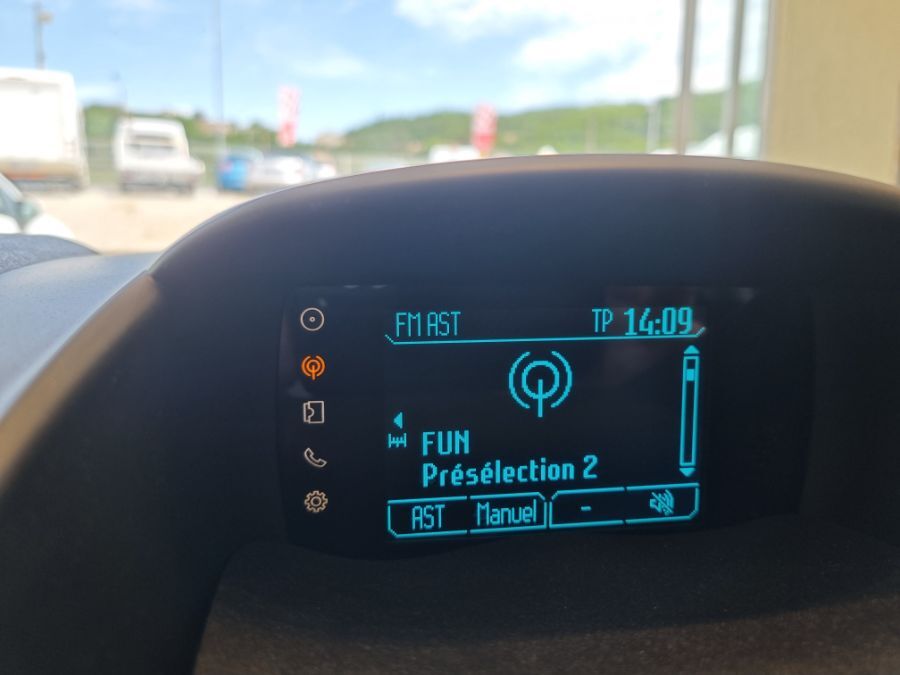 FM AST TP 14:09
FUN
Présélection 2
AST Manuel -